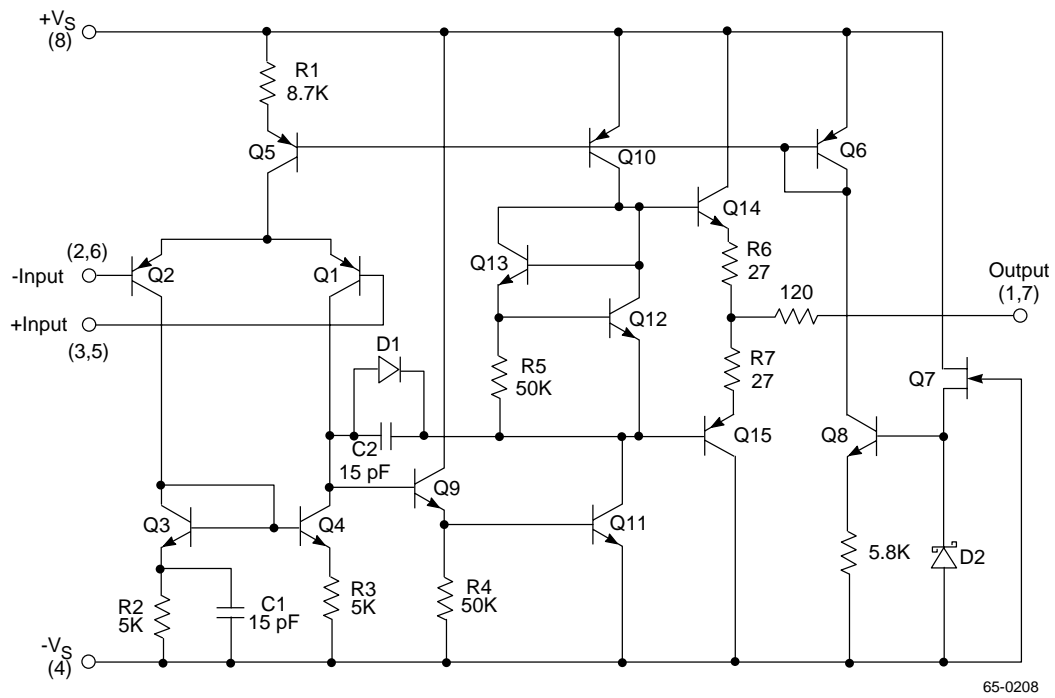 +VS
(8)
R1
8.7K
Q5
Q10
Q6
Q14
(2,6)
-Input
Q2
Q1
Q13
R6
27
Output
(1,7)
120
+Input
(3,5)
Q12
D1
R5
50K
R7
27
Q7
C2
15 pF
Q15
Q8
Q9
Q3
Q4
Q11
5.8K
D2
R2
5K
C1
15 pF
R3
5K
R4
50K
-VS
(4)
65-0208